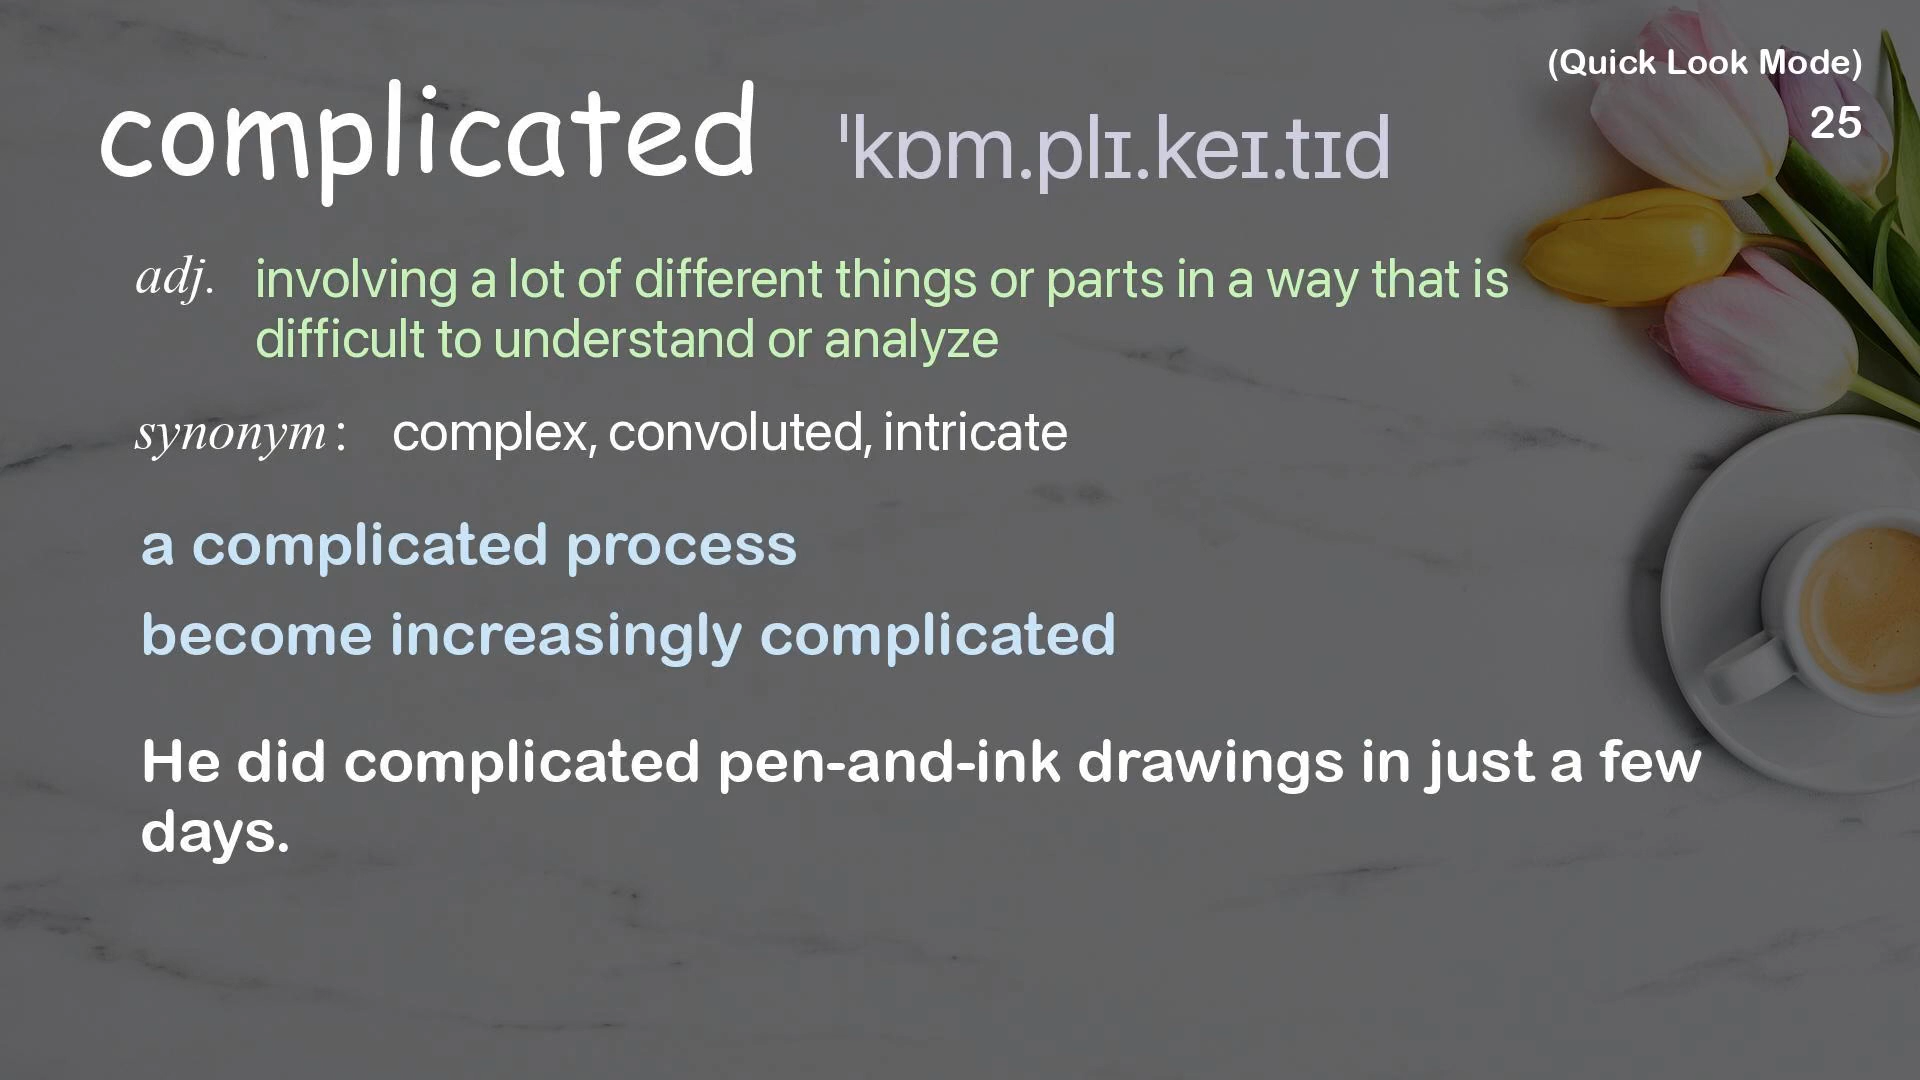 (Quick Look Mode)
25
complicated ˈkɒm.plɪ.keɪ.tɪd
adj. involving a lot of different things or parts in a way that is
difficult to understand or analyze
synonym: complex, convoluted, intricate
a complicated process
become increasingly complicated
He did complicated pen-and-ink drawings in just a few
days.